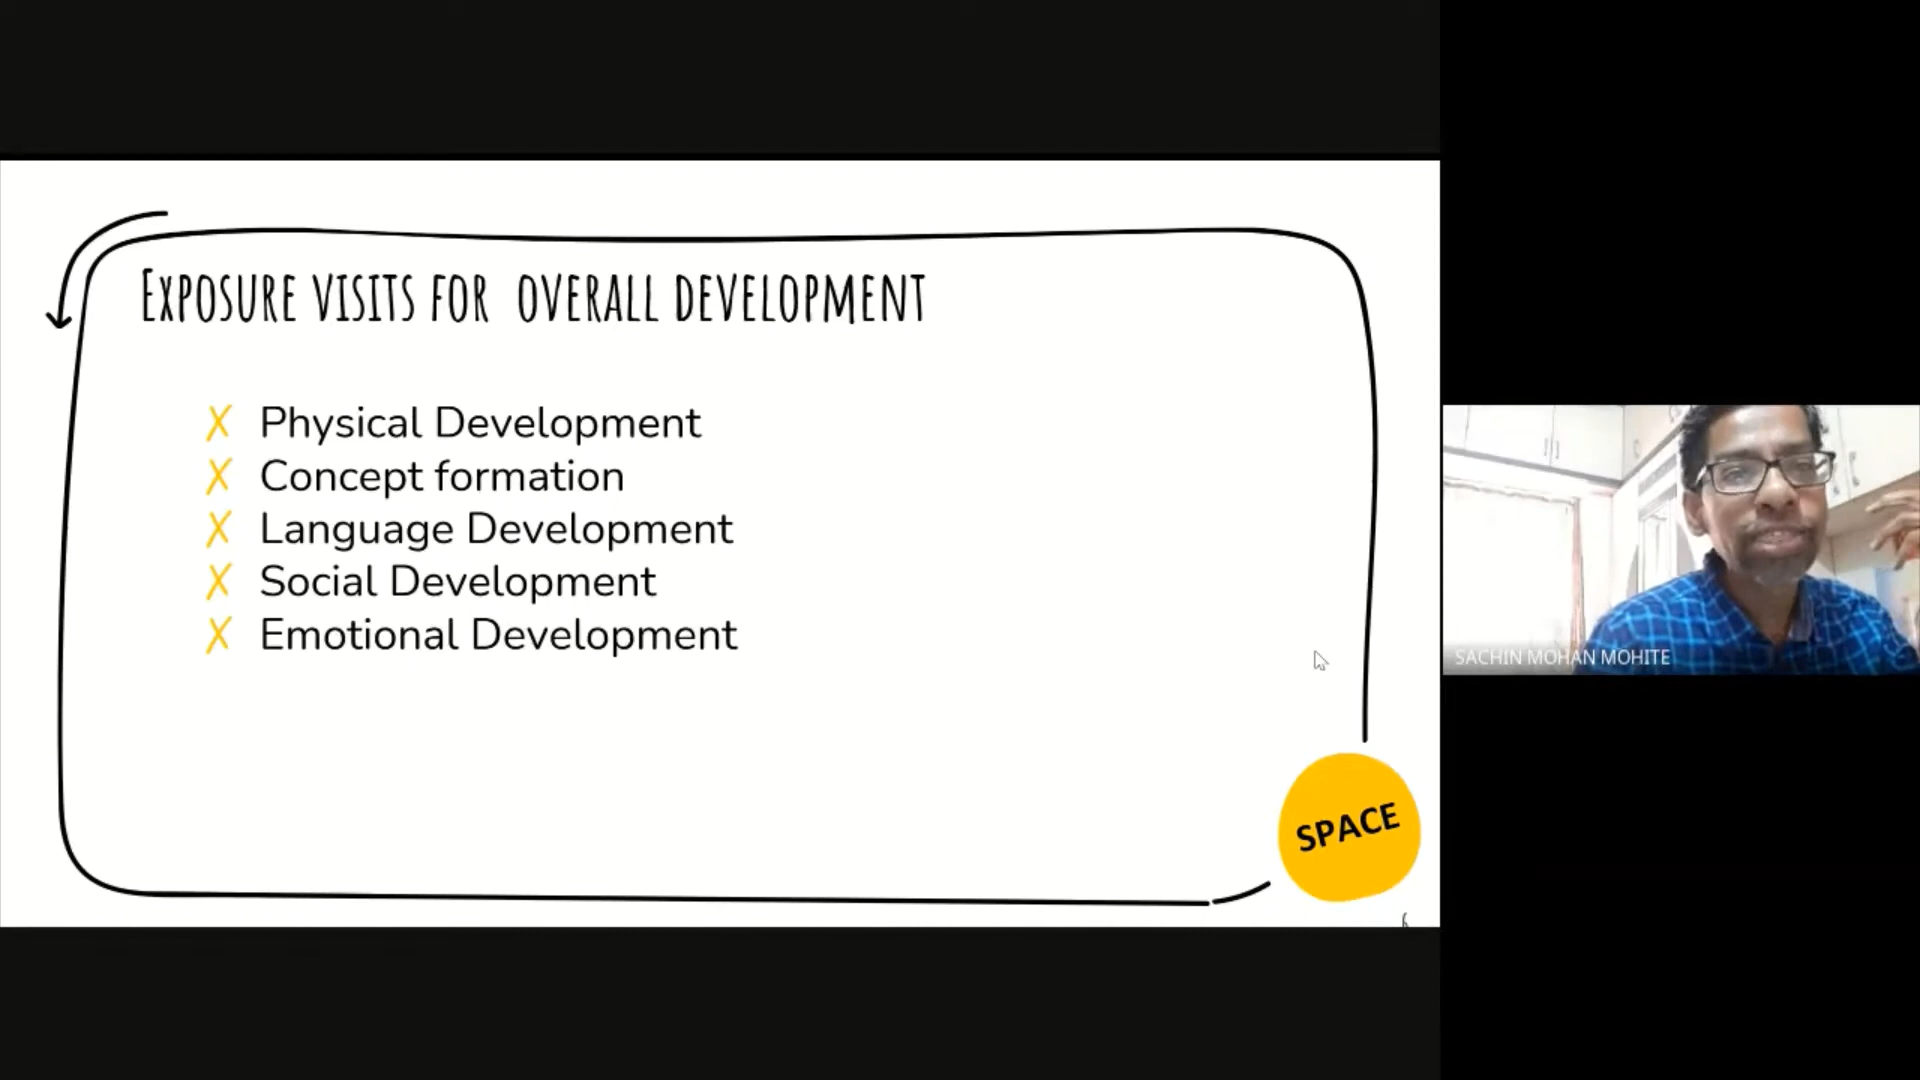 EXPOSURE VISITS FOR OVERALL DEVELOPMENT
✗ Physical Development
✗ Concept formation
✗ Language Development
✗ Social Development
✗ Emotional Development
SACHIN MOHAN MOHITE
SPACE